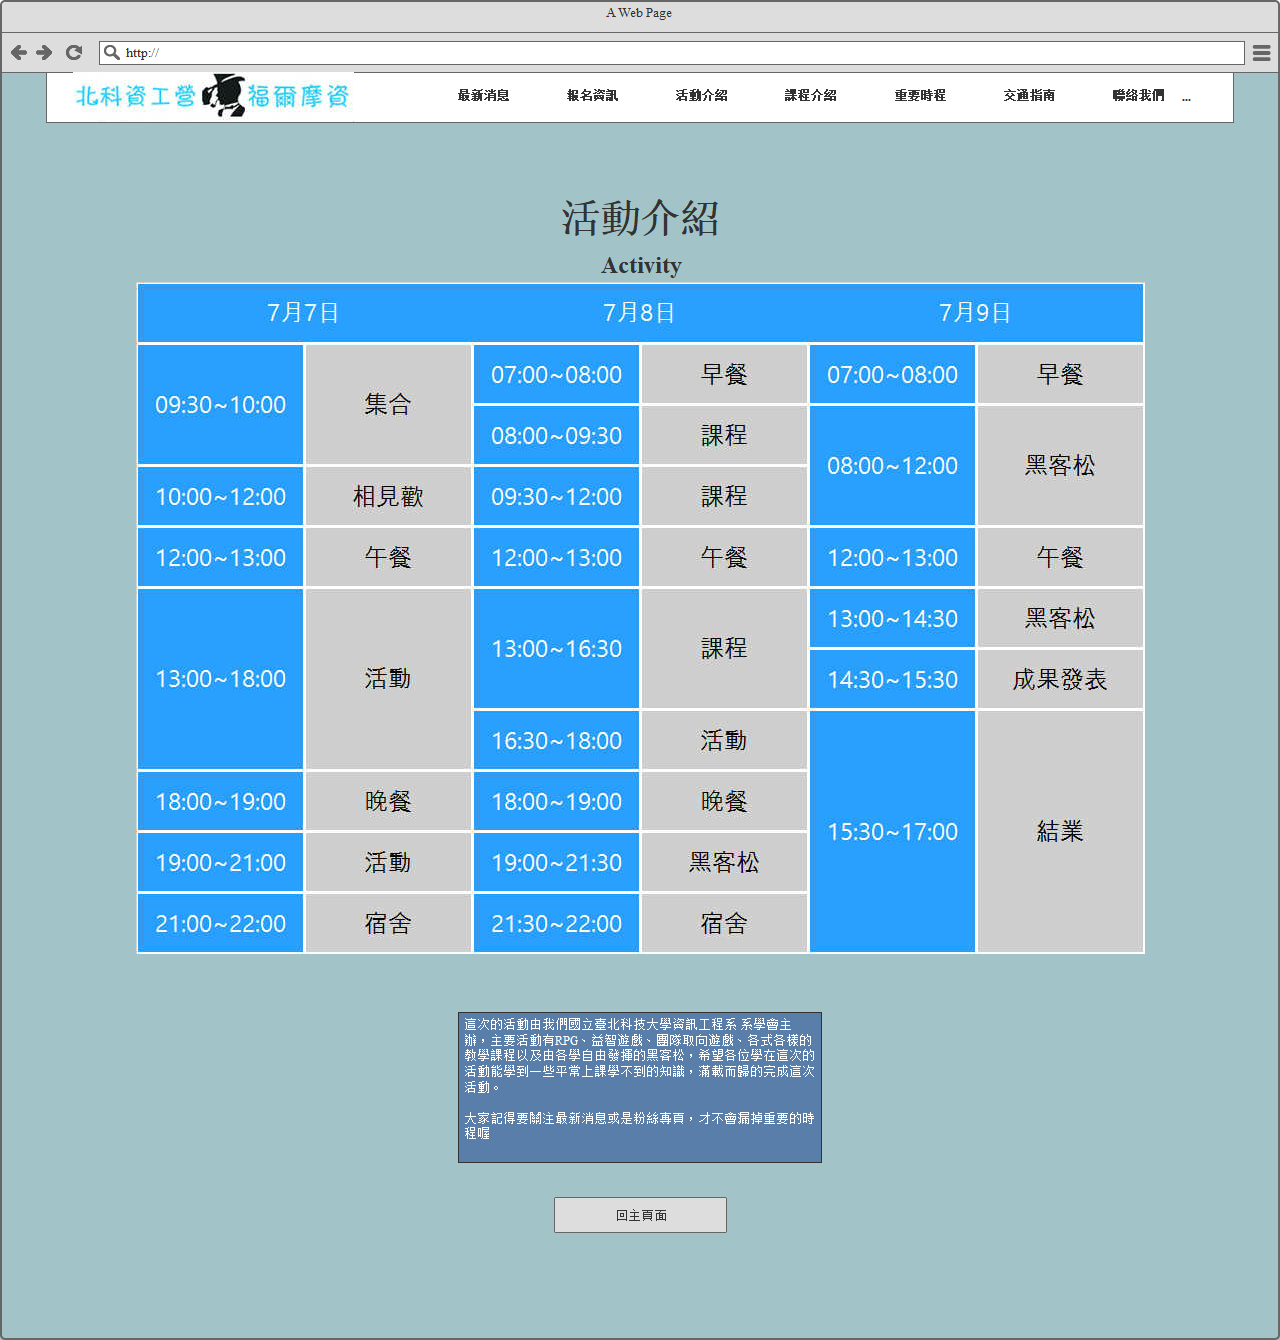 A Web Page
http://
北科資工營 福爾摩資
最新消息 報名資訊 活動介紹 課程介紹 重要時程 交通指南 聯絡我們 ...
活動介紹
Activity
7月7日 7月8日 7月9日
09:30~10:00 集合 07:00~08:00 早餐 07:00~08:00 早餐
08:00~09:30 課程 08:00~12:00 黑客松
10:00~12:00 相見歡 09:30~12:00 課程
12:00~13:00 午餐 12:00~13:00 午餐 12:00~13:00 午餐
13:00~18:00 活動 13:00~16:30 課程 13:00~14:30 黑客松
14:30~15:30 成果發表
16:30~18:00 活動 15:30~17:00 結業
18:00~19:00 晚餐 18:00~19:00 晚餐
19:00~21:00 活動 19:00~21:30 黑客松
21:00~22:00 宿舍 21:30~22:00 宿舍
這次的活動由我們國立臺北科技大學資訊工程系 系學會主
辦，主要活動有RPG、益智遊戲、團隊取向遊戲、各式各樣的
教學課程以及由各學自由發揮的黑客松，希望各位學在這次的
活動能學到一些平常上課學不到的知識，滿載而歸的完成這次
活動。
大家記得要關注最新消息或是粉絲專頁，才不會漏掉重要的時
程喔
回主頁面